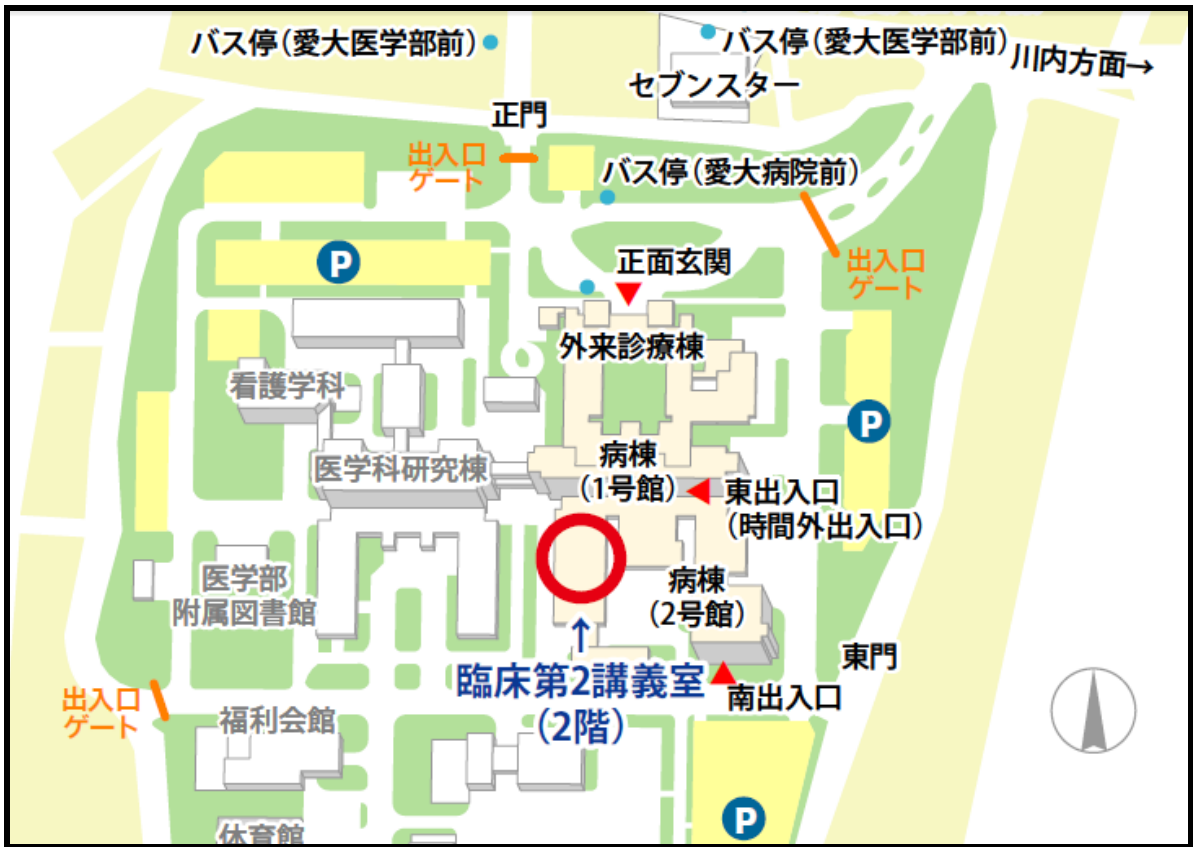 バス停（愛大医学部前）
バス停（愛大医学部前）
川内方面→
セブンスター
正門
出入口
ゲート
バス停（愛大病院前）
正面玄関
出入口
ゲート
P
外来診療棟
看護学科
P
医学科研究棟
病棟
（1号館）
東出入口
（時間外出入口）
医学部
附属図書館
病棟
（2号館）
↑
臨床第2講義室
（2階）
東門
南出入口
出入口
ゲート
福利会館
P
体育館